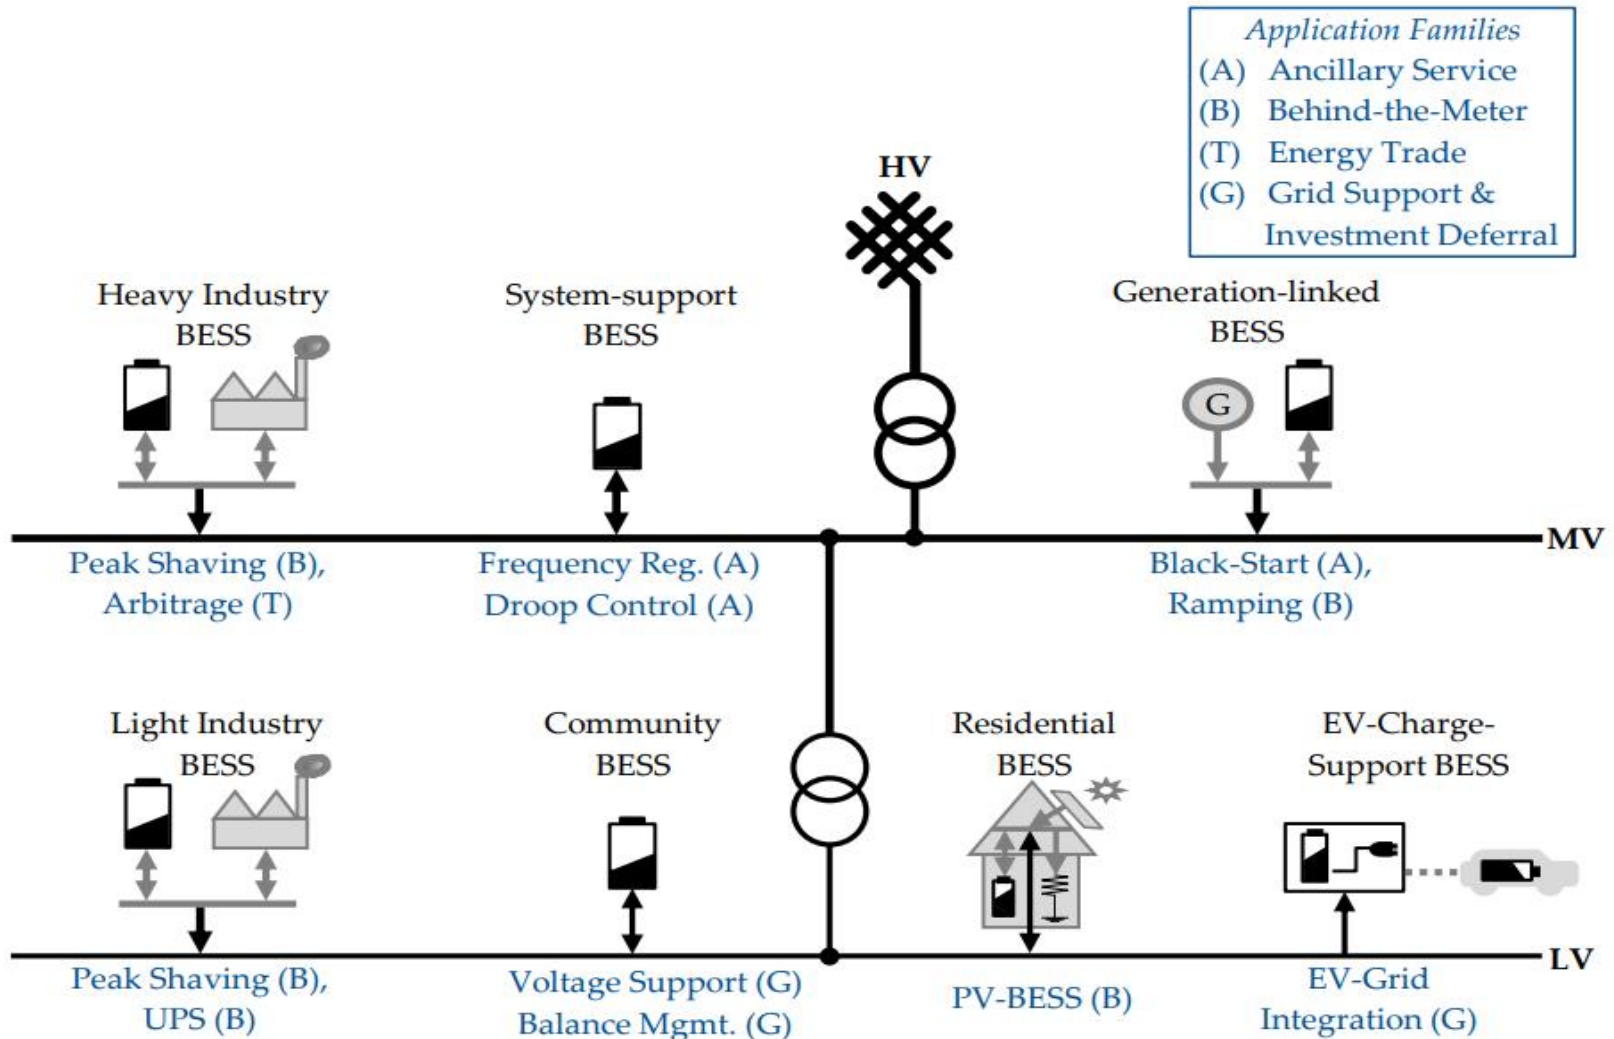 Application Families
(A) Ancillary Service
(B) Behind-the-Meter
(T) Energy Trade
(G) Grid Support &
Investment Deferral
HV
Heavy Industry
BESS
System-support
BESS
Generation-linked
BESS
G
MV
Peak Shaving (B),
Arbitrage (T)
Frequency Reg. (A)
Droop Control (A)
Black-Start (A),
Ramping (B)
Light Industry
BESS
Community
BESS
Residential
BESS
EV-Charge-
Support BESS
LV
Peak Shaving (B),
UPS (B)
Voltage Support (G)
Balance Mgmt. (G)
PV-BESS (B)
EV-Grid
Integration (G)